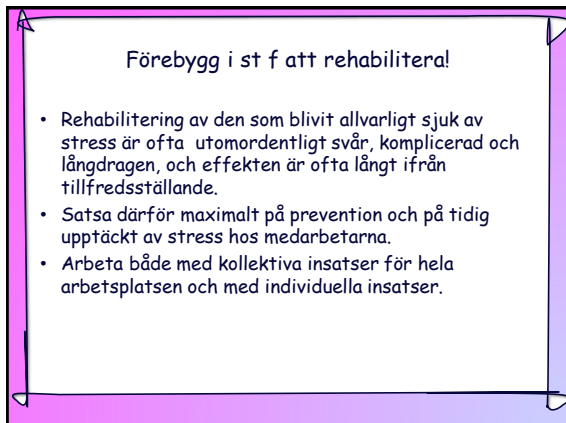 Förebygg i st f att rehabilitera!
• Rehabilitering av den som blivit allvarligt sjuk av
stress är ofta  utomordentligt svår, komplicerad och
långdragen, och effekten är ofta långt ifrån
tillfredsställande.
• Satsa därför maximalt på prevention och på tidig
upptäckt av stress hos medarbetarna.
• Arbeta både med kollektiva insatser för hela
arbetsplatsen och med individuella insatser.